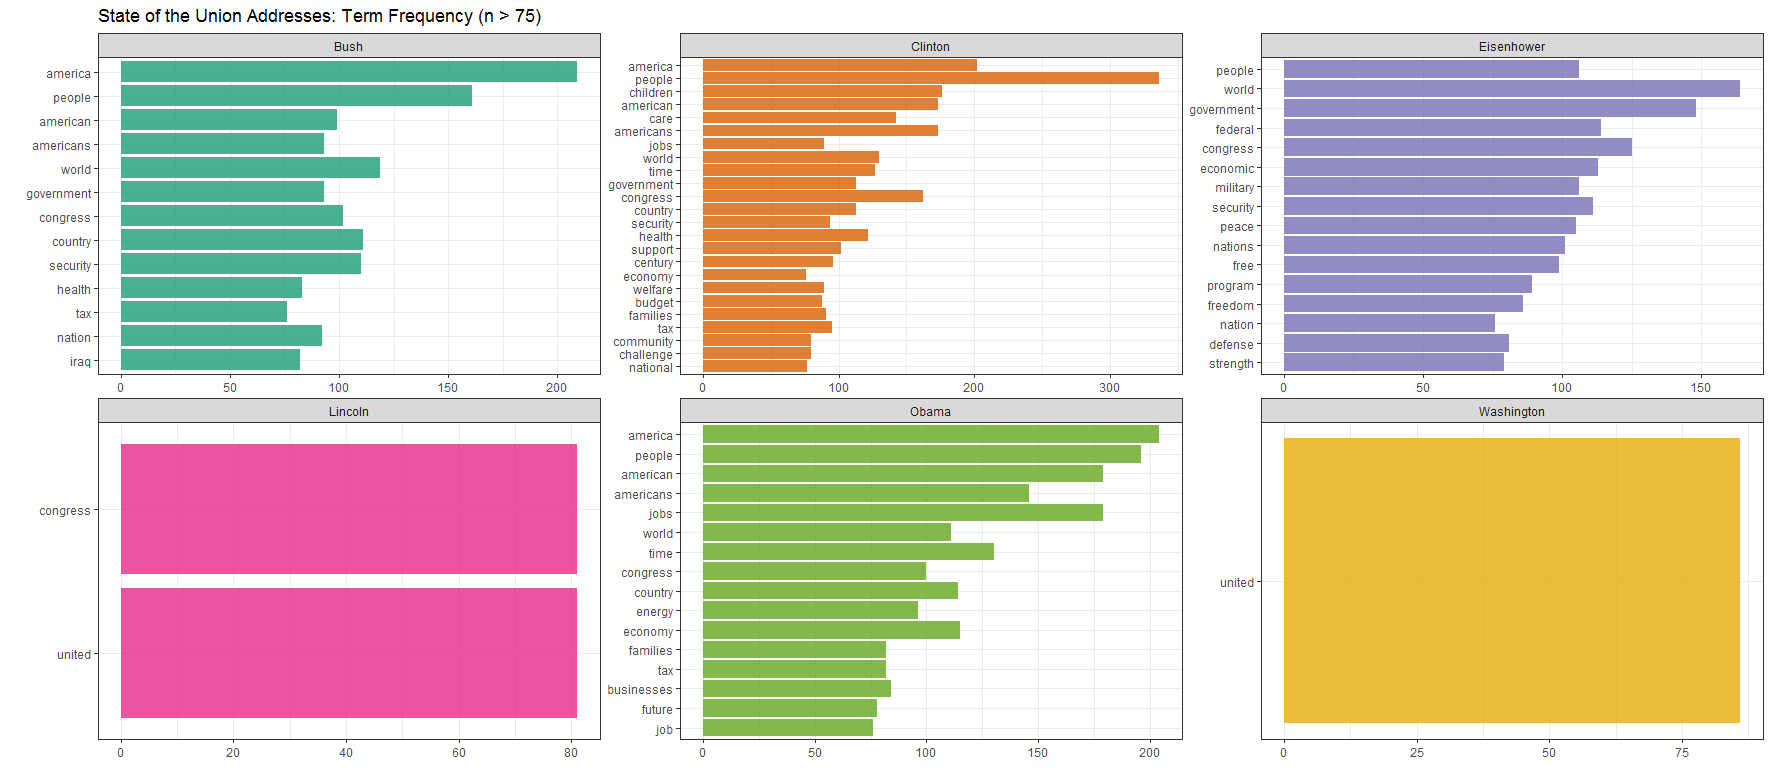 State of the Union Addresses: Term Frequency (n > 75)
Bush
america
people
american
americans
world
government
congress
country
security
health
tax
nation
iraq
0 50 100 150 200
Clinton
america
people
children
american
care
americans
jobs
world
time
government
congress
country
security
health
support
century
economy
welfare
budget
families
tax
community
challenge
national
0 100 200 300
Eisenhower
people
world
government
federal
congress
economic
military
security
peace
nations
free
program
freedom
nation
defense
strength
0 50 100 150
Lincoln
congress
united
0 20 40 60 80
Obama
america
people
american
americans
jobs
world
time
congress
country
energy
economy
families
tax
businesses
future
job
0 50 100 150 200
Washington
united
0 25 50 75